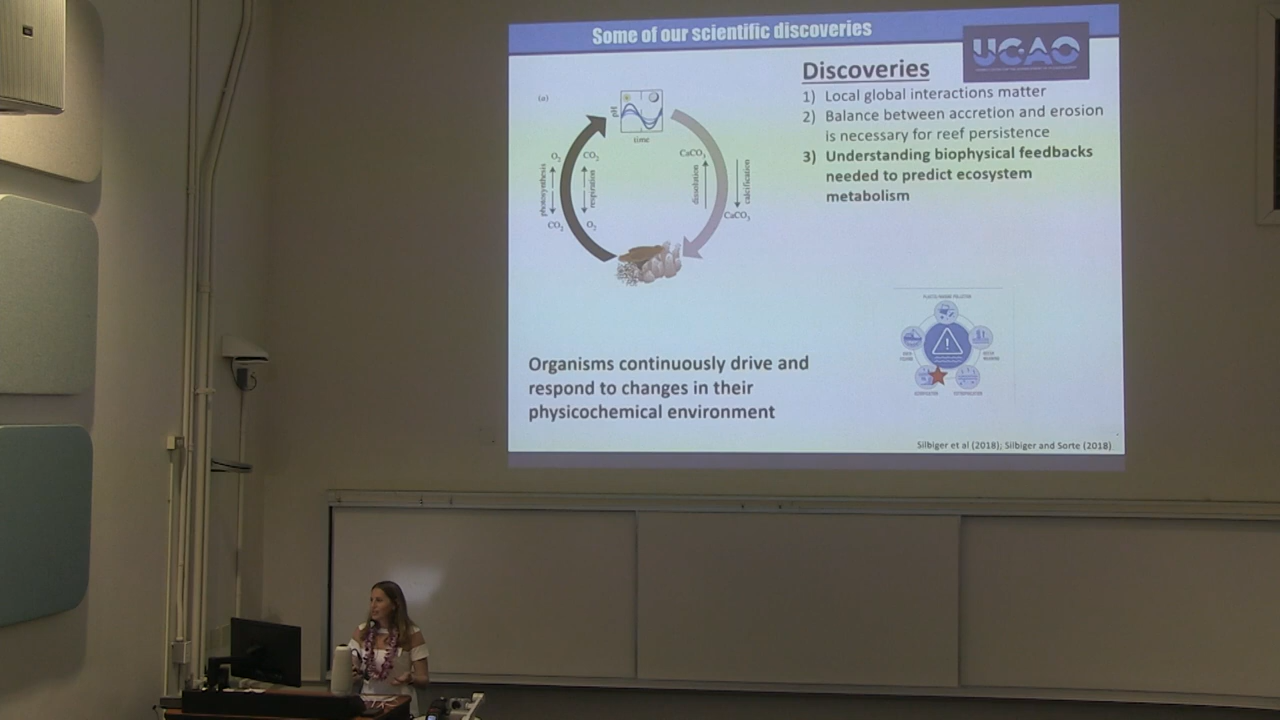 Some of our scientific discoveries
UCAO
Discoveries
1) Local global interactions matter
2) Balance between accretion and erosion
is necessary for reef persistence
3) Understanding biophysical feedbacks
needed to predict ecosystem
metabolism
(a)
pH
time
O₂
CO₂
photosynthesis
respiration
CO₂
O₂
CaCO₃
dissolution
calcification
CaCO₃
Organisms continuously drive and
respond to changes in their
physicochemical environment
Silbiger et al (2018); Silbiger and Sorte (2018)